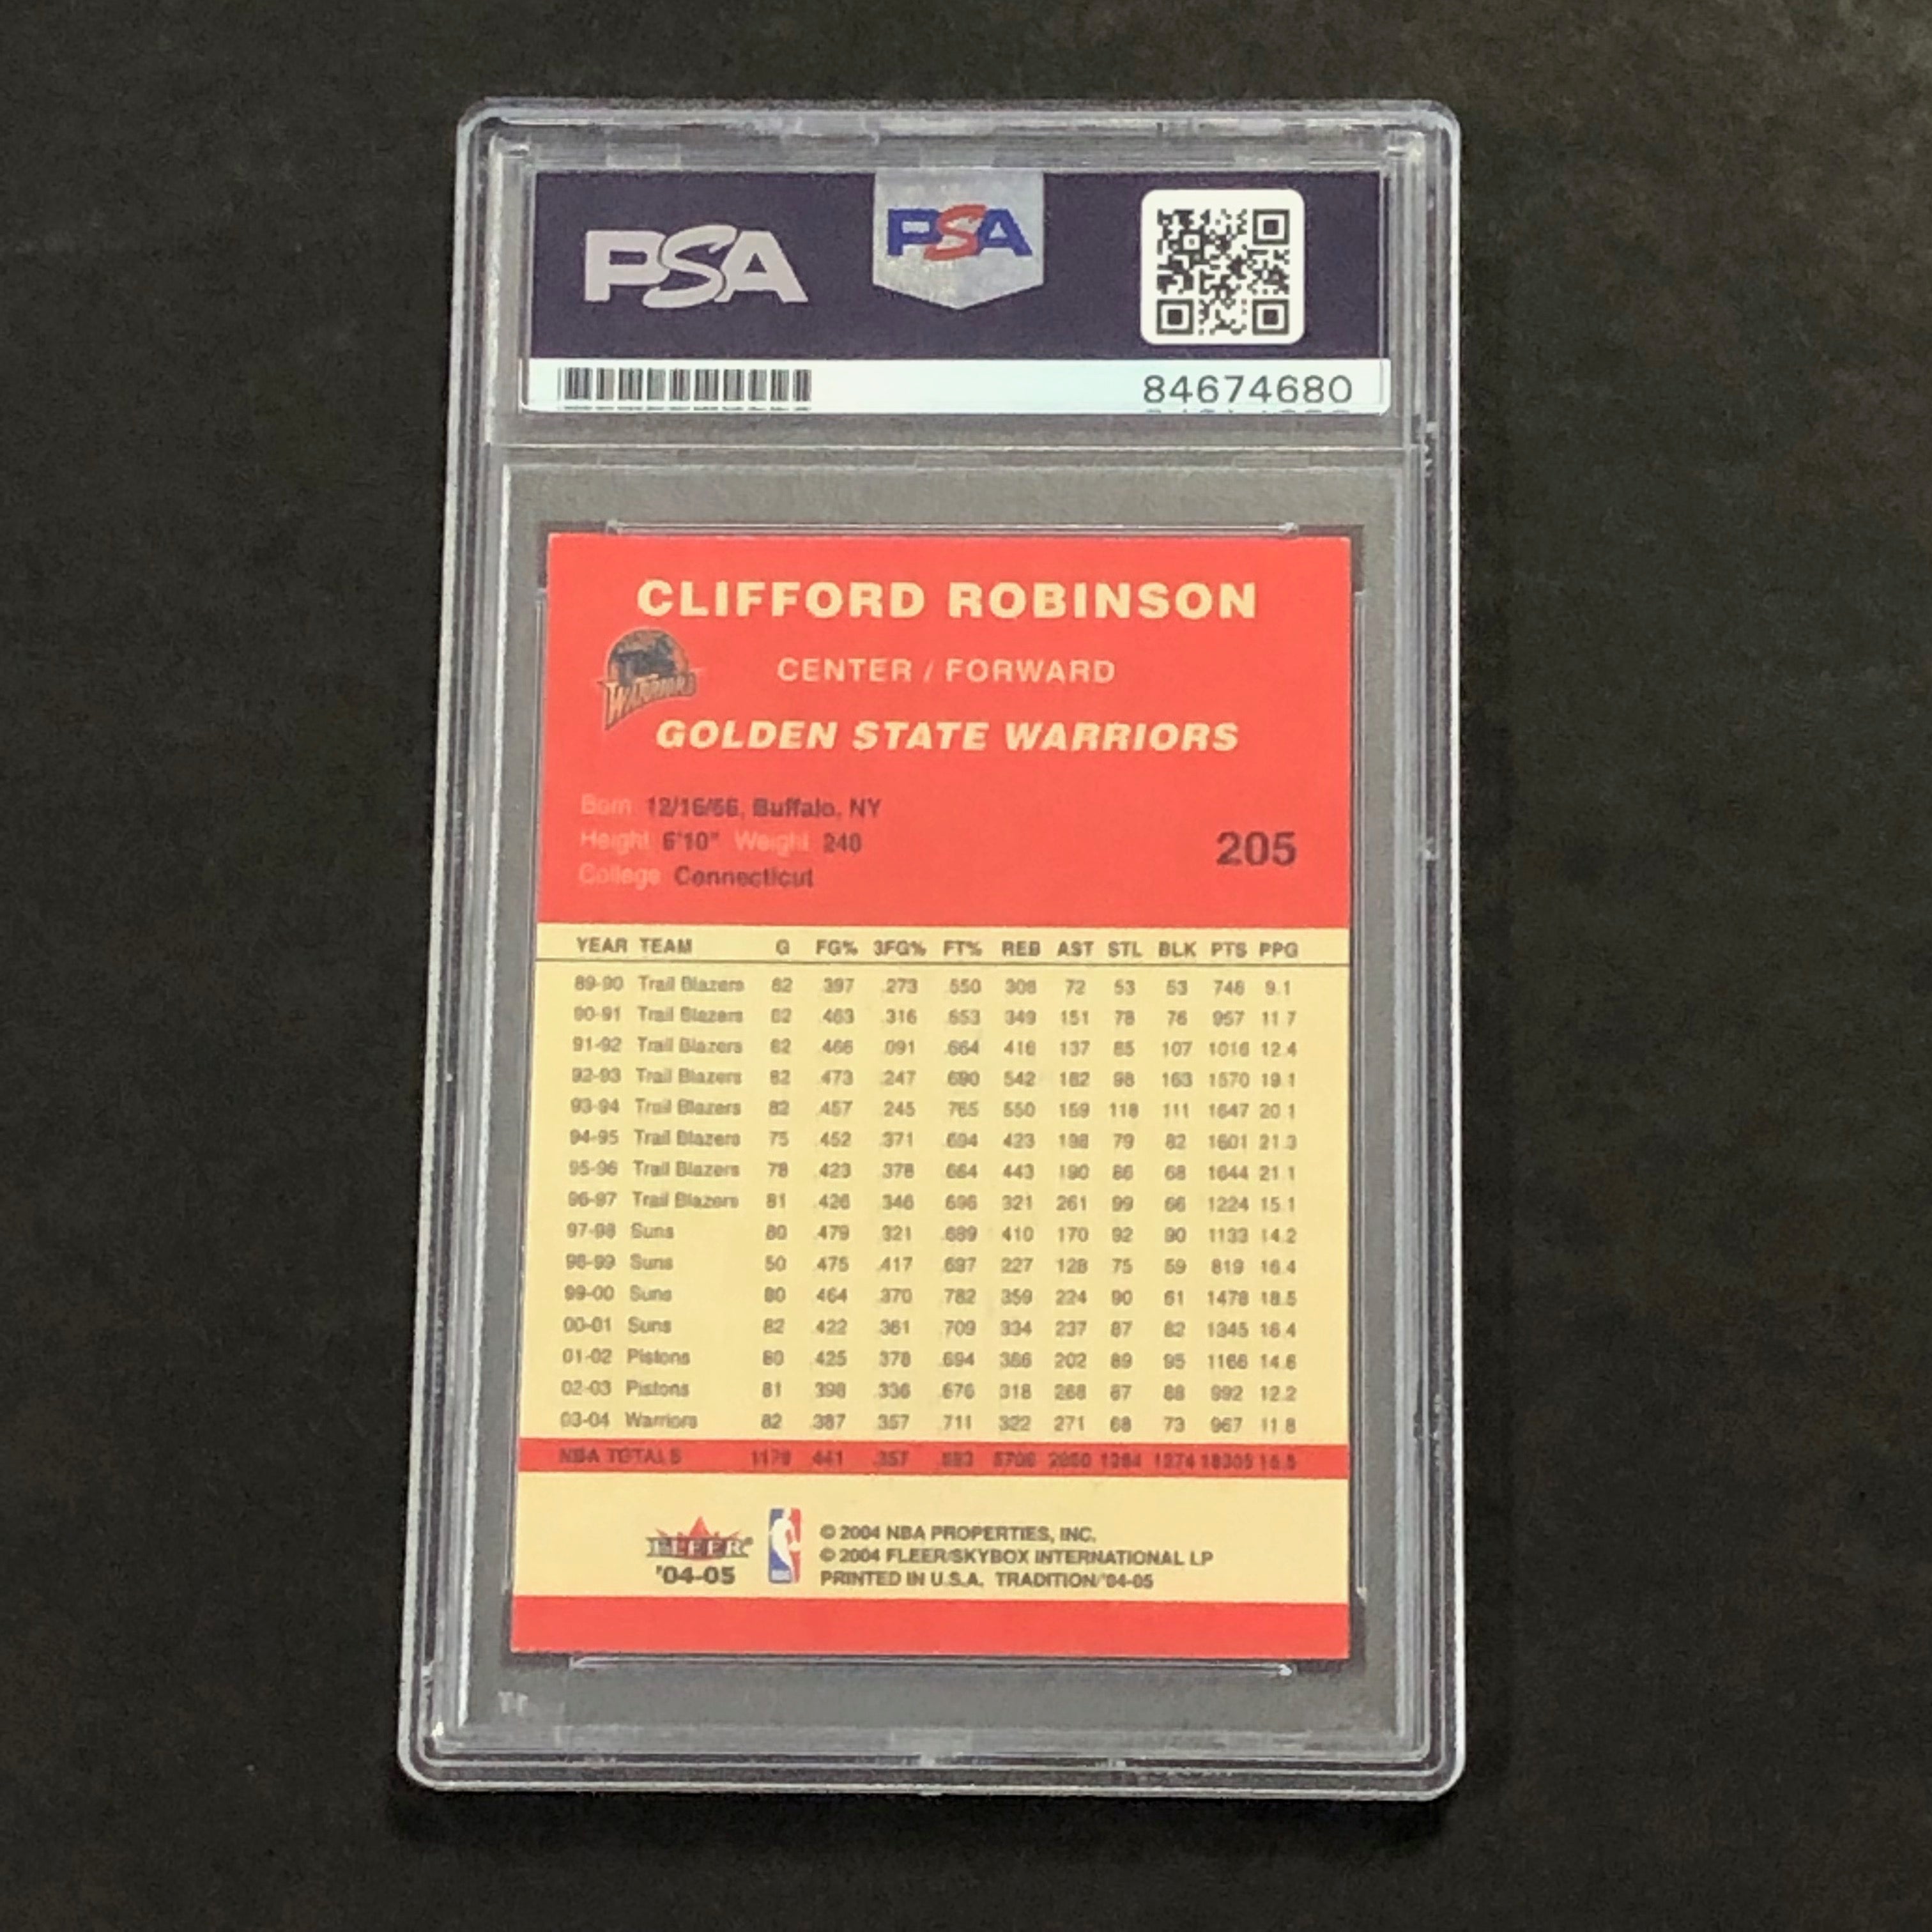 PSA
PSA
84674680
CLIFFORD ROBINSON
CENTER / FORWARD
WARRIORS
GOLDEN STATE WARRIORS
Born 12/16/66, Buffalo, NY
Height 6'10" Weight 240
205
College Connecticut
YEAR TEAM G FG% 3FG% FT% REB AST STL BLK PTS PPG
89-90 Trail Blazers 82 .397 .273 .550 308 72 53 53 746 9.1
90-91 Trail Blazers 82 .463 .316 .653 349 151 78 76 957 11.7
91-92 Trail Blazers 82 .466 .091 .664 416 137 85 107 1016 12.4
92-93 Trail Blazers 82 .473 .247 .690 542 182 98 163 1570 19.1
93-94 Trail Blazers 82 .457 .245 .765 550 159 118 111 1647 20.1
94-95 Trail Blazers 75 .452 .371 .694 423 198 79 82 1601 21.3
95-96 Trail Blazers 78 .423 .378 .664 443 190 86 68 1644 21.1
96-97 Trail Blazers 81 .426 .346 .696 321 261 99 66 1224 15.1
97-98 Suns 80 .479 .321 .689 410 170 92 90 1133 14.2
98-99 Suns 50 .475 .417 .697 227 128 75 59 819 16.4
99-00 Suns 80 .464 .370 .782 359 224 90 61 1478 18.5
00-01 Suns 82 .422 .361 .709 334 237 87 82 1345 16.4
01-02 Pistons 80 .425 .378 .694 386 202 89 95 1166 14.6
02-03 Pistons 81 .398 .336 .676 318 268 87 88 992 12.2
03-04 Warriors 82 .387 .357 .711 322 271 68 73 967 11.8
NBA TOTALS 1179 .441 .357 5708 2850 1274 18305 15.5
FLEER
'04-05
© 2004 NBA PROPERTIES, INC.
© 2004 FLEER/SKYBOX INTERNATIONAL LP
PRINTED IN U.S.A. TRADITION/'04-05